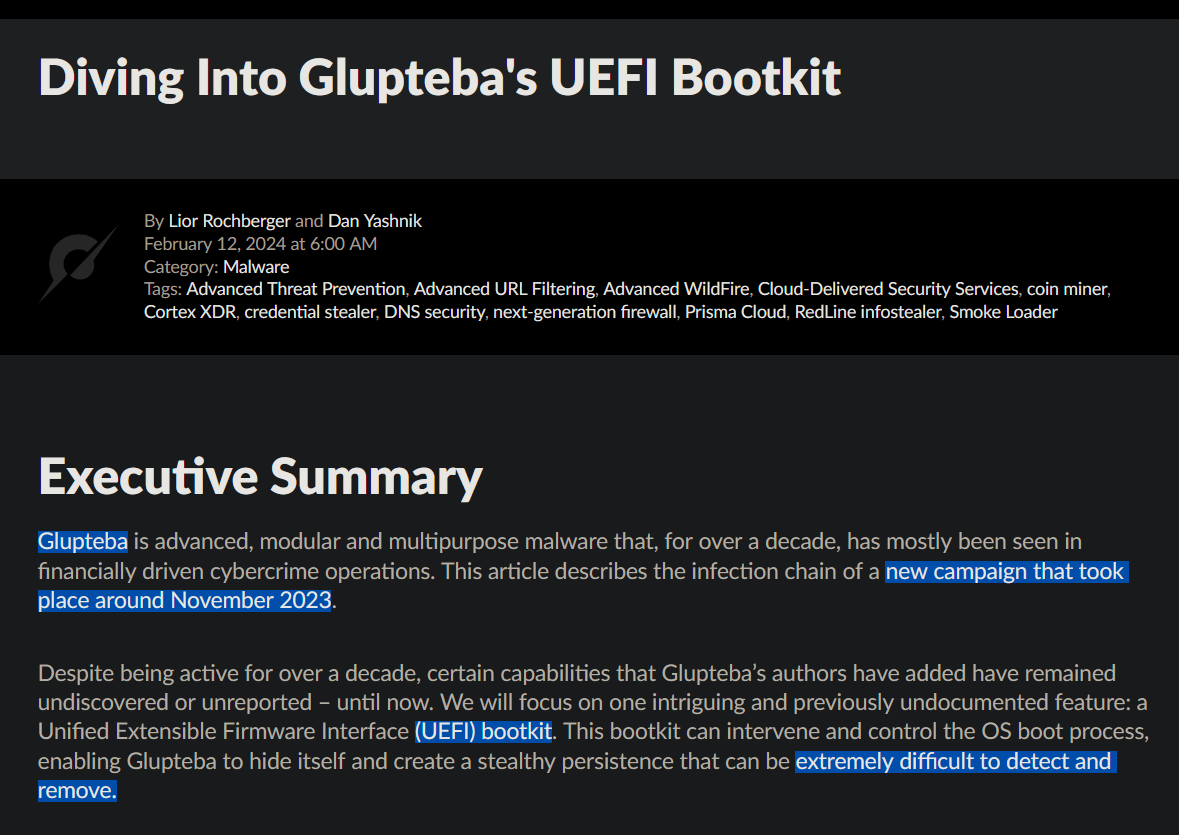 Diving Into Glupteba's UEFI Bootkit
By Lior Rochberger and Dan Yashnik
February 12, 2024 at 6:00 AM
Category: Malware
Tags: Advanced Threat Prevention, Advanced URL Filtering, Advanced WildFire, Cloud-Delivered Security Services, coin miner,
Cortex XDR, credential stealer, DNS security, next-generation firewall, Prisma Cloud, RedLine infostealer, Smoke Loader
Executive Summary
Glupteba is advanced, modular and multipurpose malware that, for over a decade, has mostly been seen in
financially driven cybercrime operations. This article describes the infection chain of a new campaign that took
place around November 2023.
Despite being active for over a decade, certain capabilities that Glupteba’s authors have added have remained
undiscovered or unreported – until now. We will focus on one intriguing and previously undocumented feature: a
Unified Extensible Firmware Interface (UEFI) bootkit. This bootkit can intervene and control the OS boot process,
enabling Glupteba to hide itself and create a stealthy persistence that can be extremely difficult to detect and
remove.